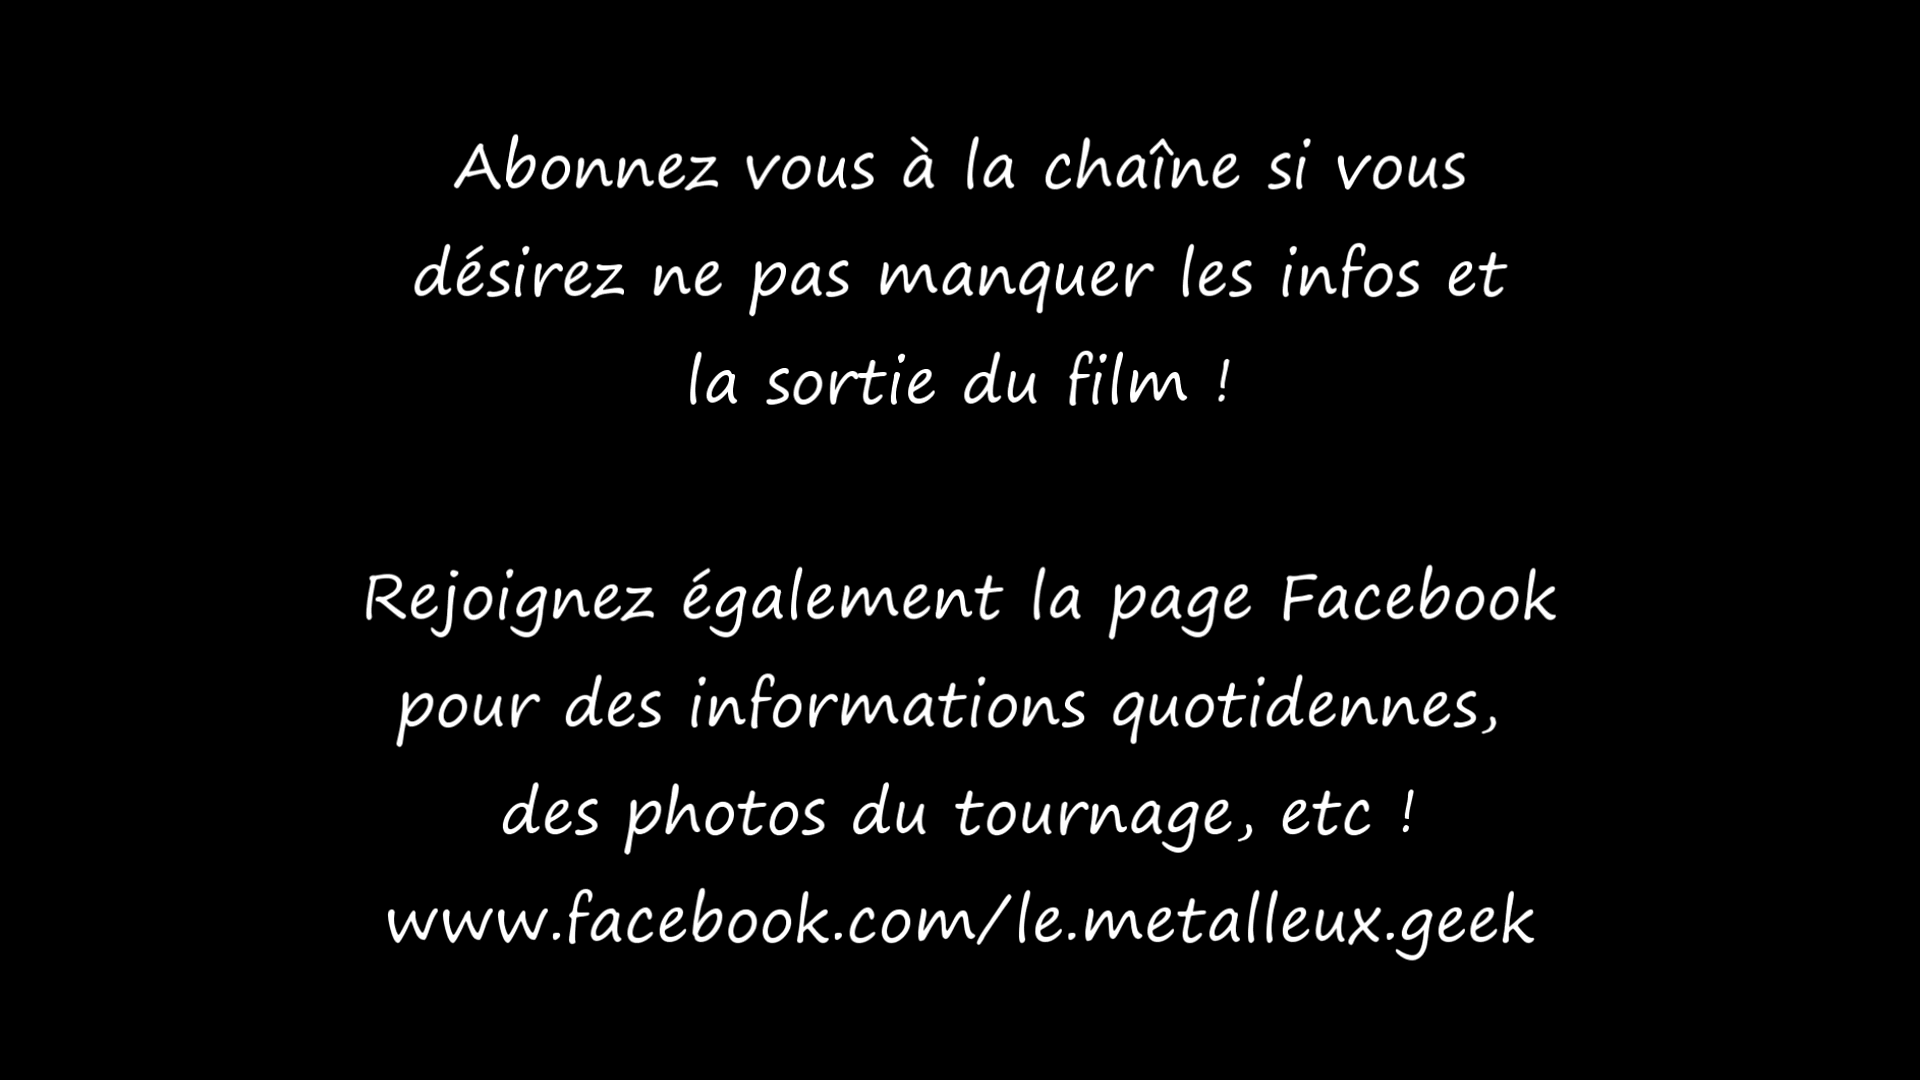 Abonnez vous à la chaîne si vous
désirez ne pas manquer les infos et
la sortie du film !
Rejoignez également la page Facebook
pour des informations quotidennes,
des photos du tournage, etc !
www.facebook.com/le.metalleux.geek